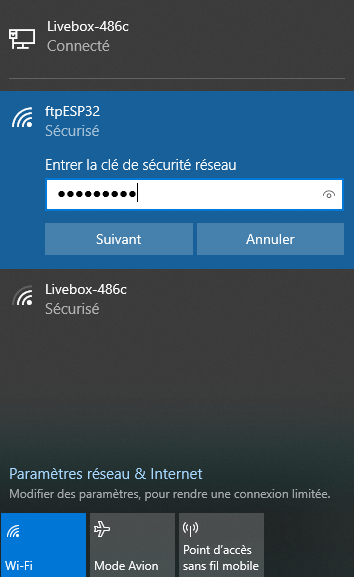 Livebox-486c
Connecté
ftpESP32
Sécurisé
Entrer la clé de sécurité réseau
●●●●●●●●●
Suivant
Annuler
Livebox-486c
Sécurisé
Paramètres réseau & Internet
Modifier des paramètres, pour rendre une connexion limitée.
Wi-Fi
Mode Avion
Point d'accès
sans fil mobile